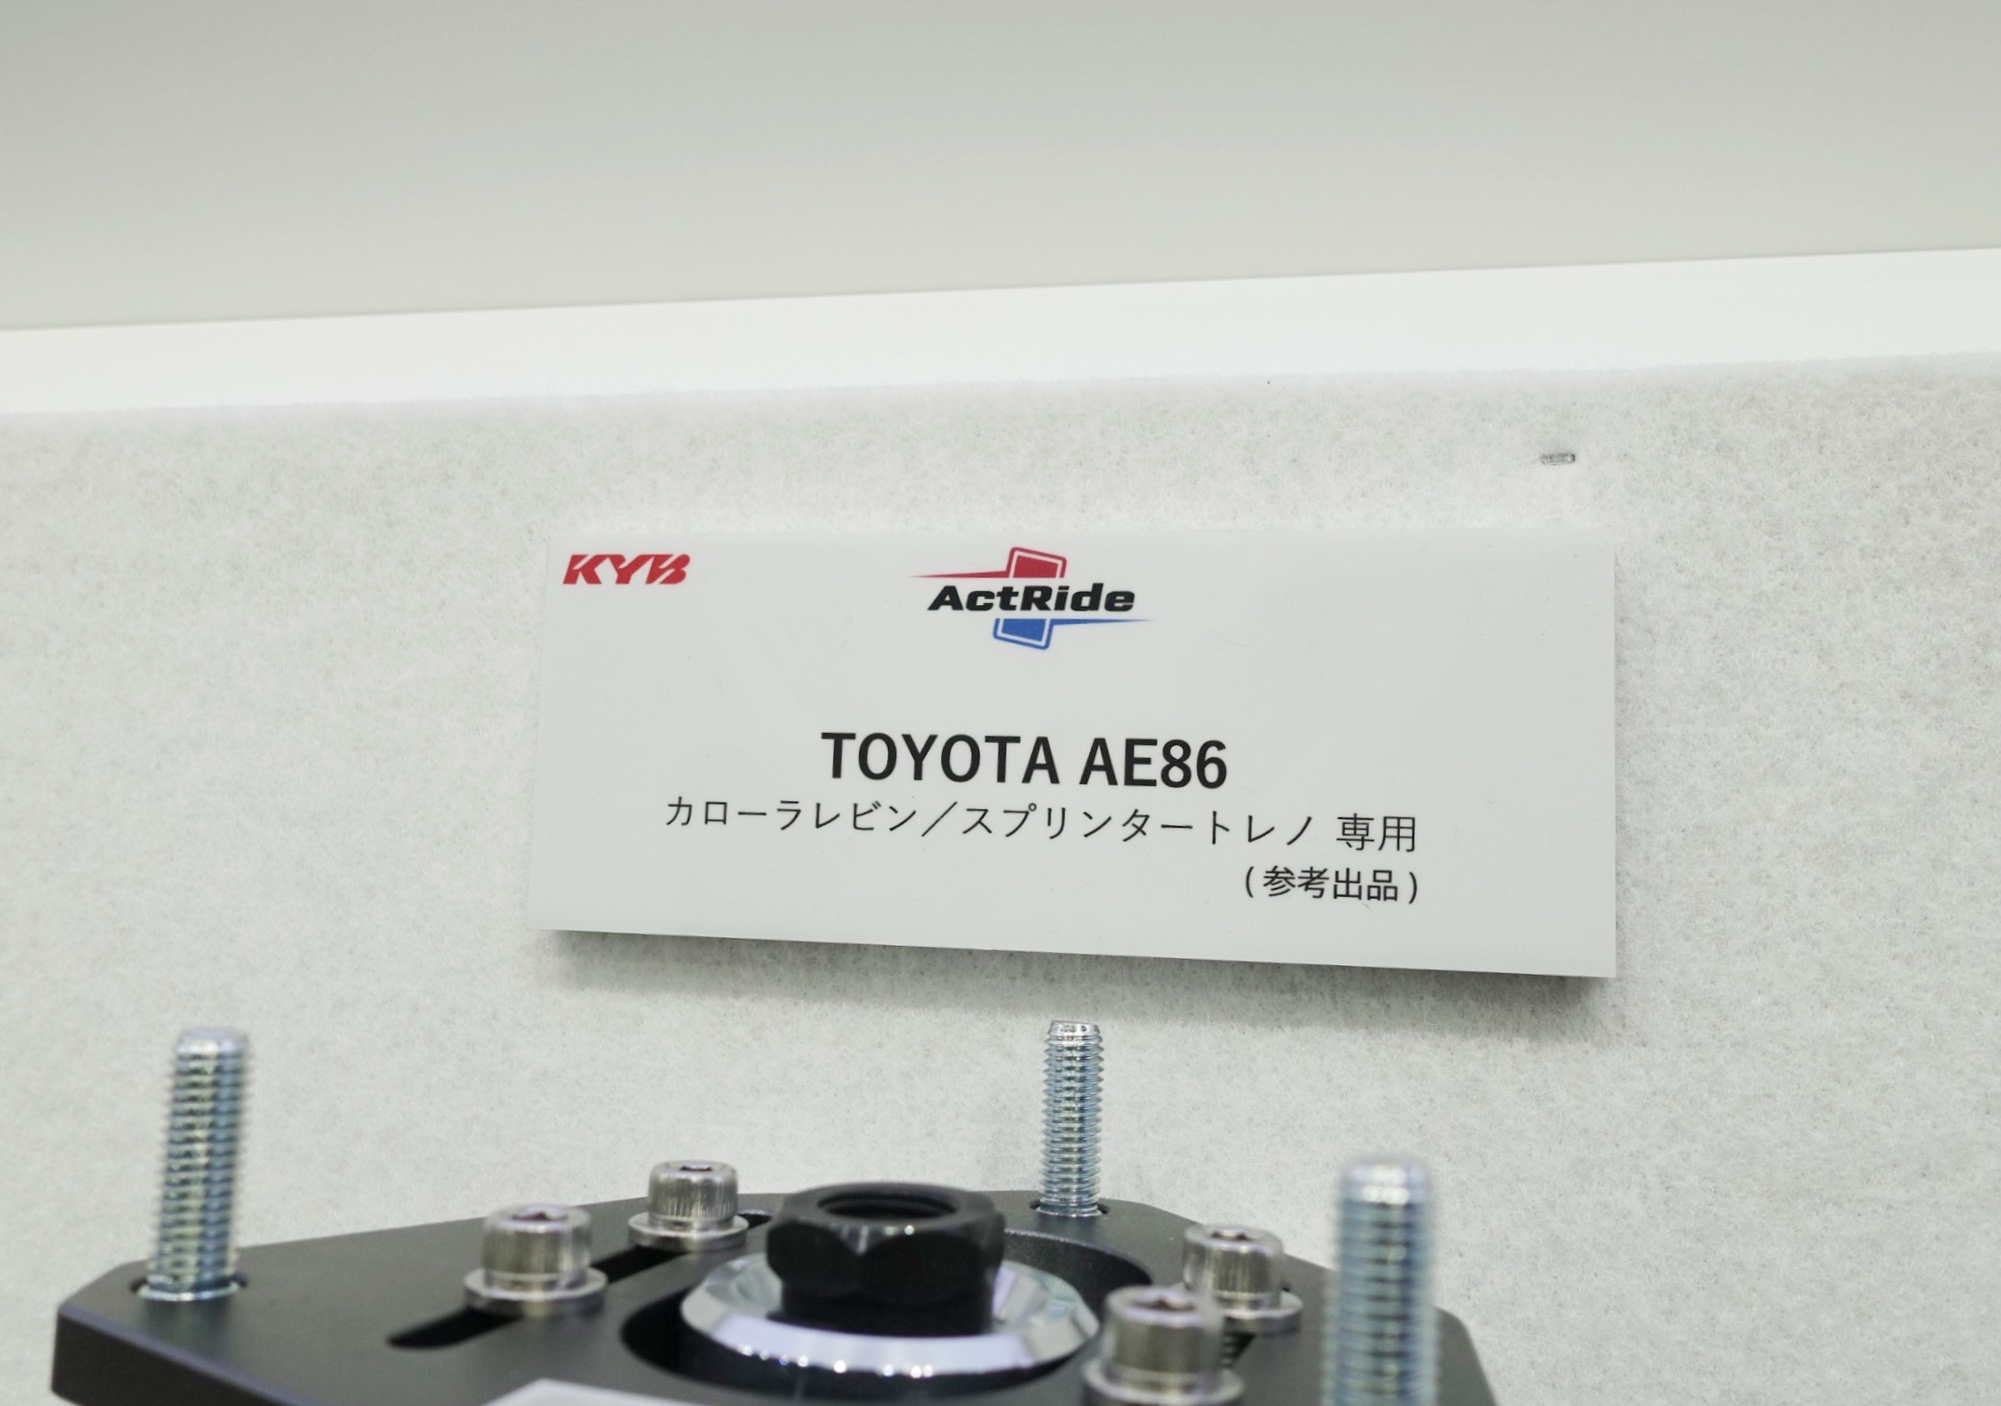 KYB
ActRide
TOYOTA AE86
カローラレビン／スプリンタートレノ 専用
(参考出品)